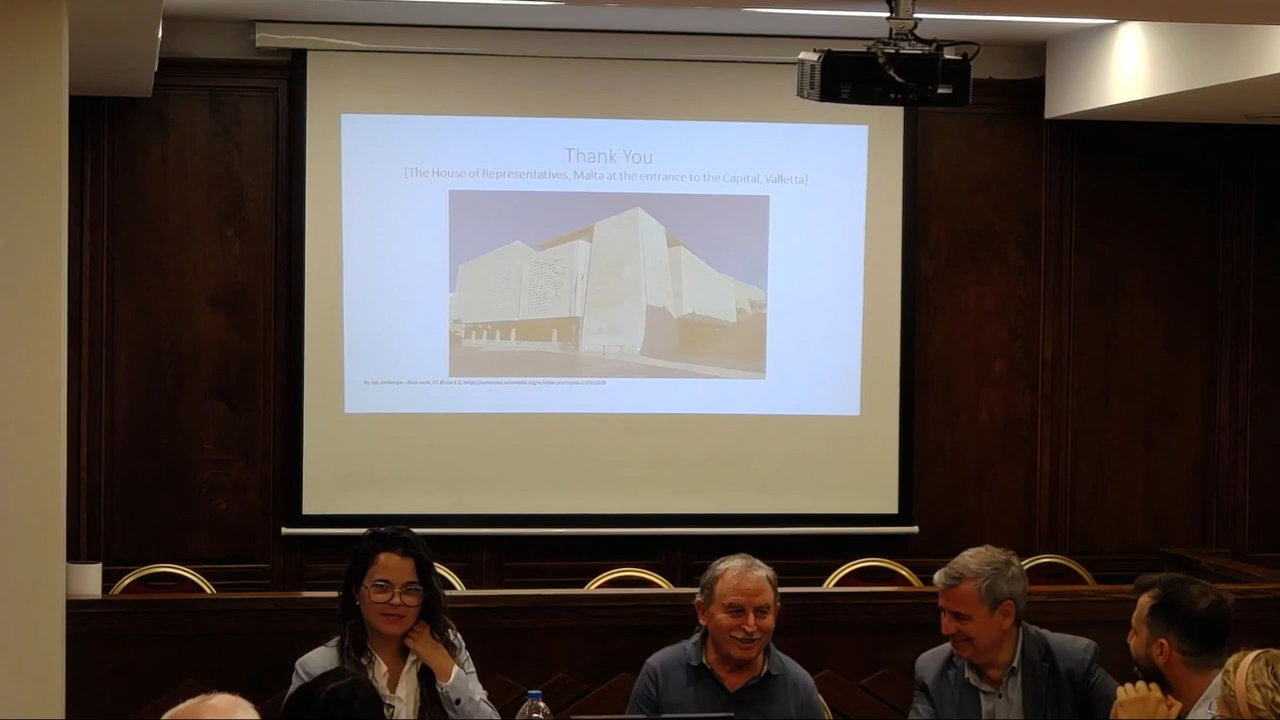 Thank You
[The House of Representatives, Malta at the entrance to the Capital, Valletta]